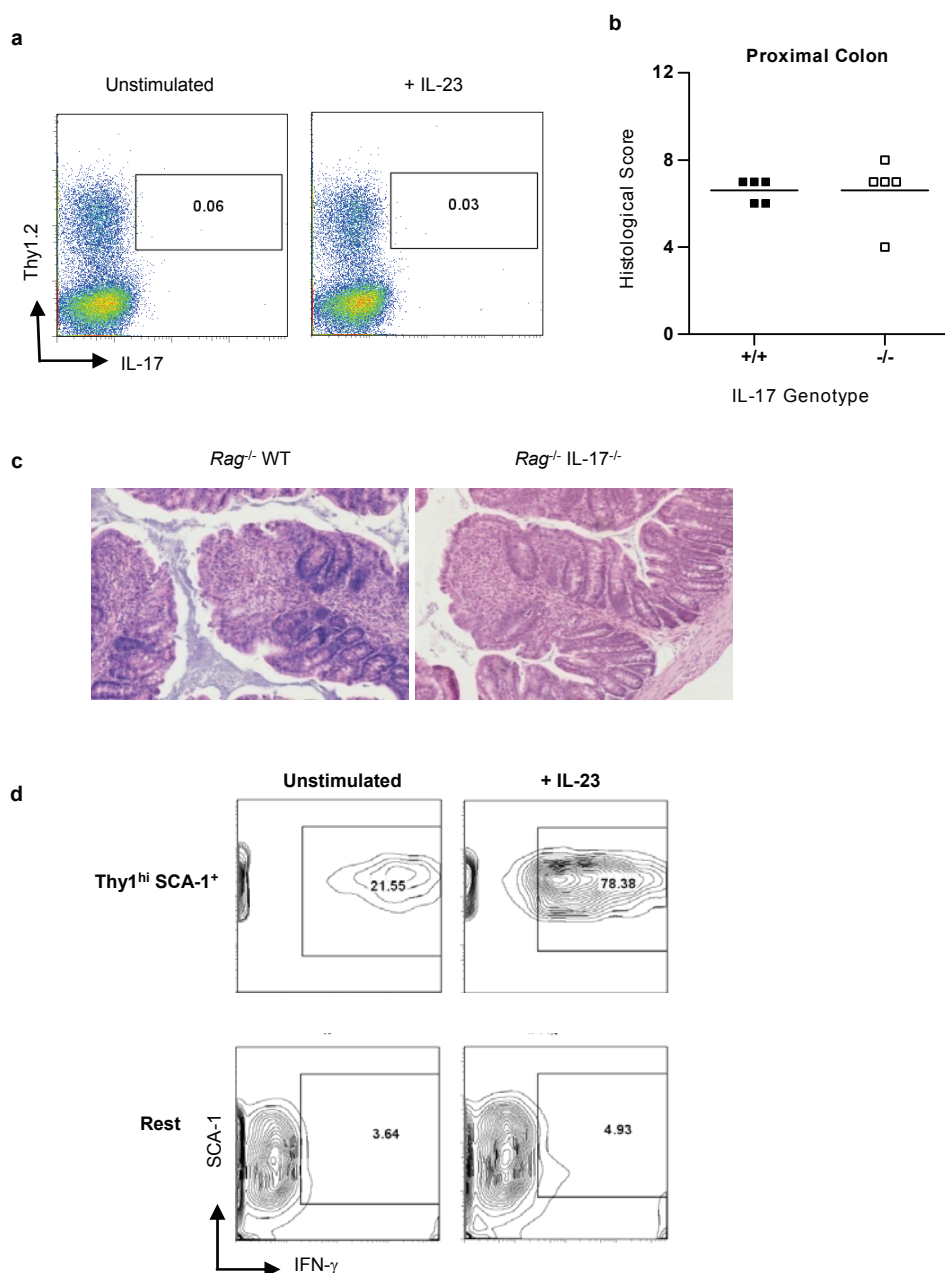 a
Unstimulated
+ IL-23
0.06
0.03
Thy1.2
IL-17
b
Proximal Colon
12
8
4
0
Histological Score
+/+
-/-
IL-17 Genotype
c
Rag-/- WT
Rag-/- IL-17-/-
d
Unstimulated
+ IL-23
Thy1hi SCA-1+
21.55
78.38
Rest
3.64
4.93
SCA-1
IFN-γ